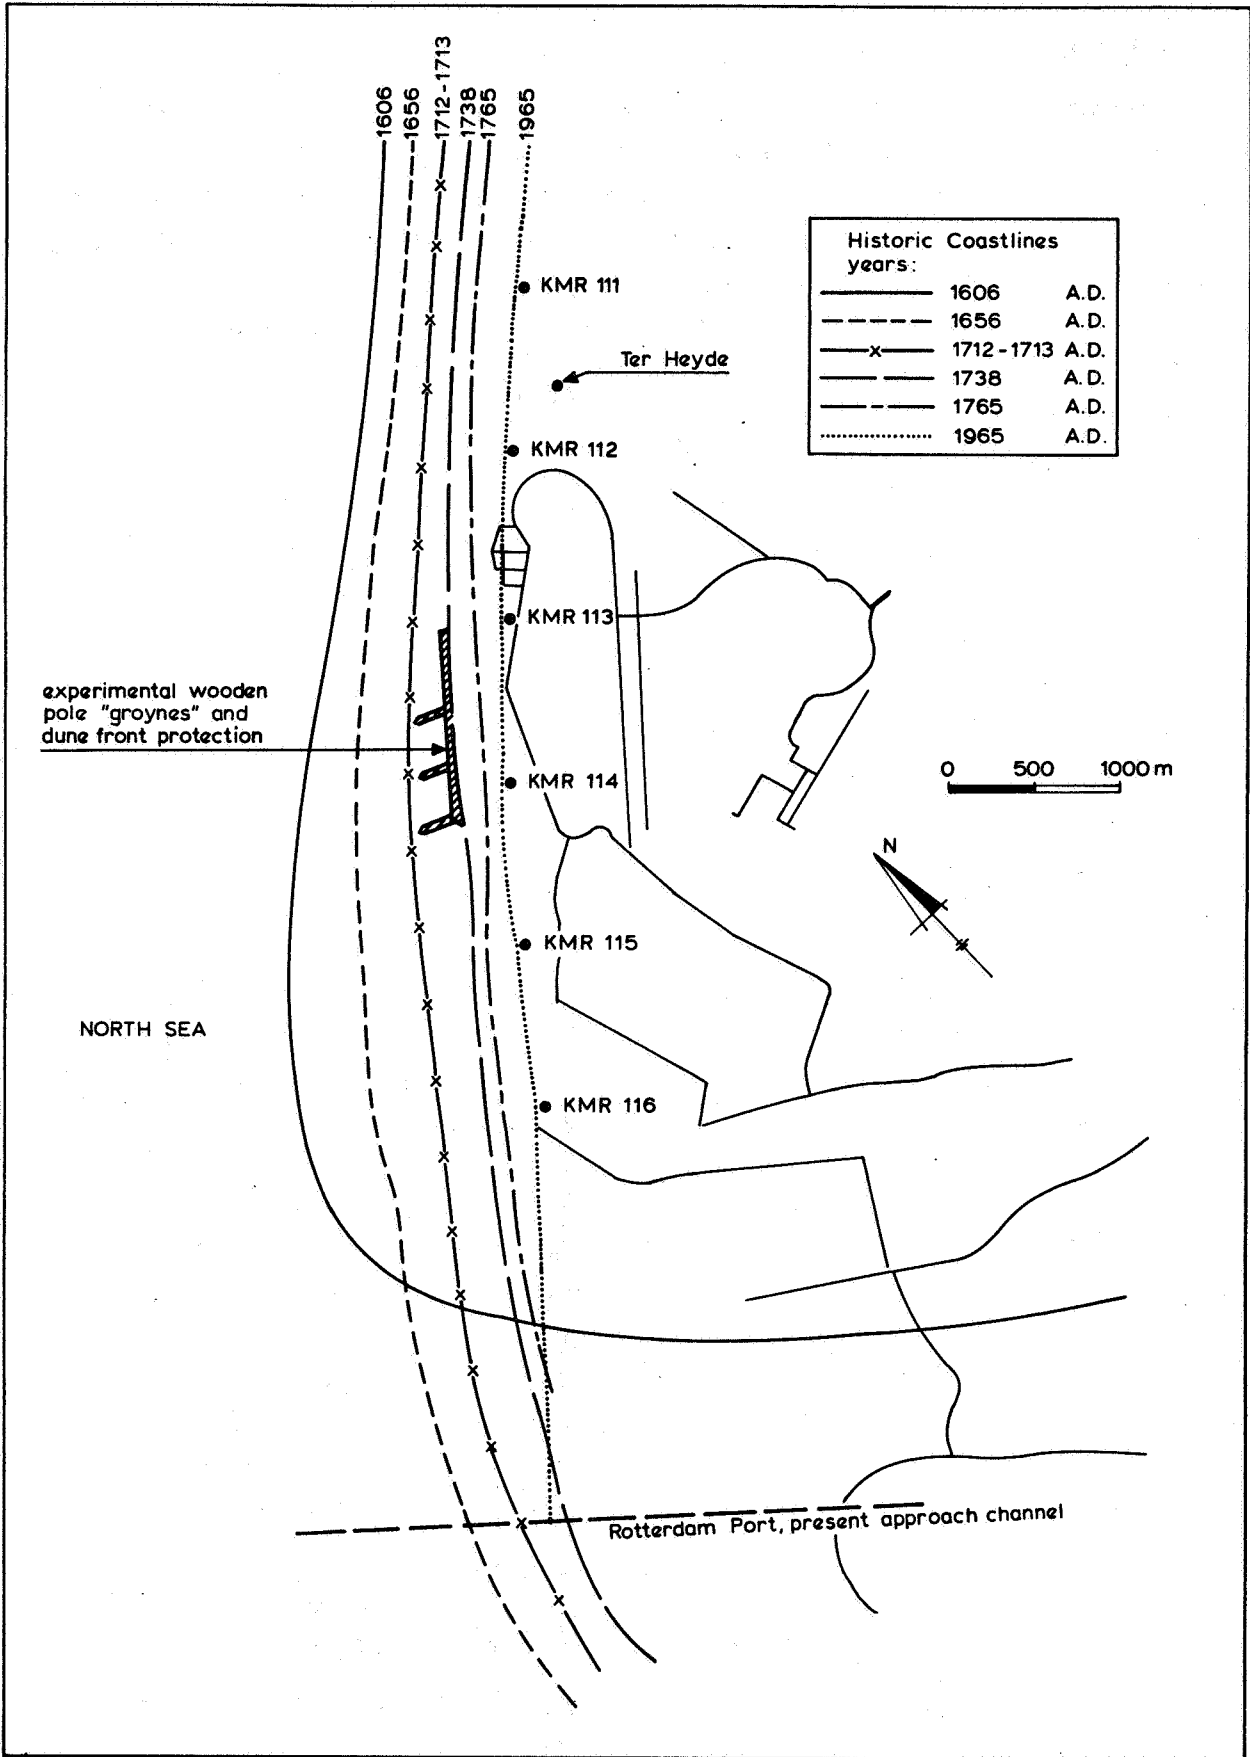 1606
1656
1712-1713
1738
1765
1965
Historic Coastlines
years:
1606 A.D.
1656 A.D.
1712-1713 A.D.
1738 A.D.
1765 A.D.
1965 A.D.
KMR 111
Ter Heyde
KMR 112
KMR 113
experimental wooden
pole "groynes" and
dune front protection
KMR 114
0 500 1000 m
N
KMR 115
NORTH SEA
KMR 116
Rotterdam Port, present approach channel